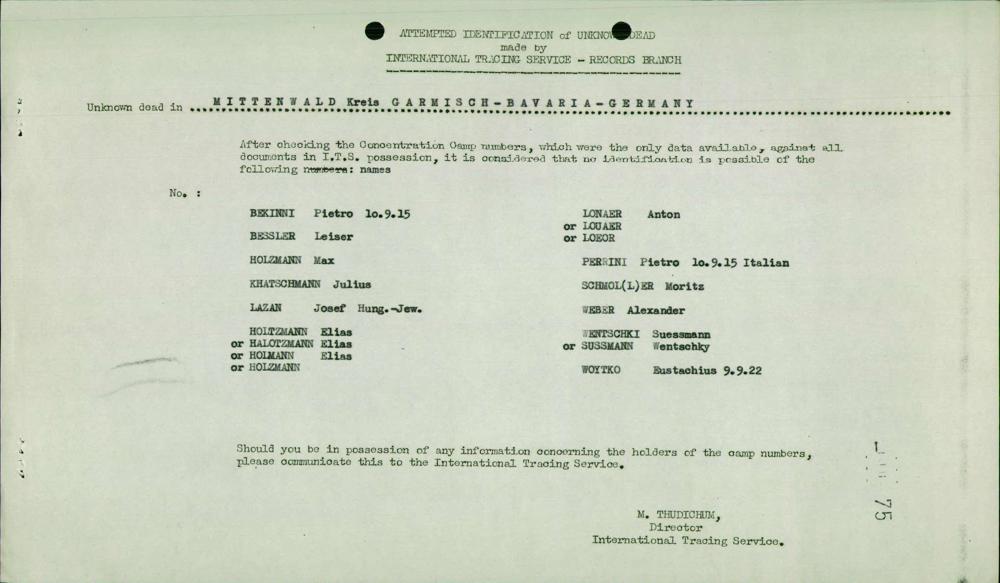 ATTEMPTED IDENTIFICATION of UNKNOWN DEAD
made by
INTERNATIONAL TRACING SERVICE - RECORDS BRANCH
Unknown dead in ...MITTENWALD Kreis GARMISCH-BAVARIA-GERMANY
After checking the Concentration Camp numbers, which were the only data available, against all
documents in I.T.S. possession, it is considered that no identification is possible of the
following numbers: names
No. :
BEKINNI Pietro 1o.9.15
BESSLER Leiser
HOLZMANN Max
KHATSCHMANN Julius
LAZAN Josef Hung.-Jew.
HOLTZMANN Elias
or HALOTZMANN Elias
or HOLMANN Elias
or HOLZMANN
LONAER Anton
or LOUAER
or LOEOR
PERRINI Pietro 1o.9.15 Italian
SCHMOL(L)ER Moritz
WEBER Alexander
WENTSCHKI Suessmann
or SUSSMANN Wentschky
WOYTKO Eustachius 9.9.22
Should you be in possession of any information concerning the holders of the camp numbers,
please communicate this to the International Tracing Service.
M. THUDICHUM,
Director
International Tracing Service.
75